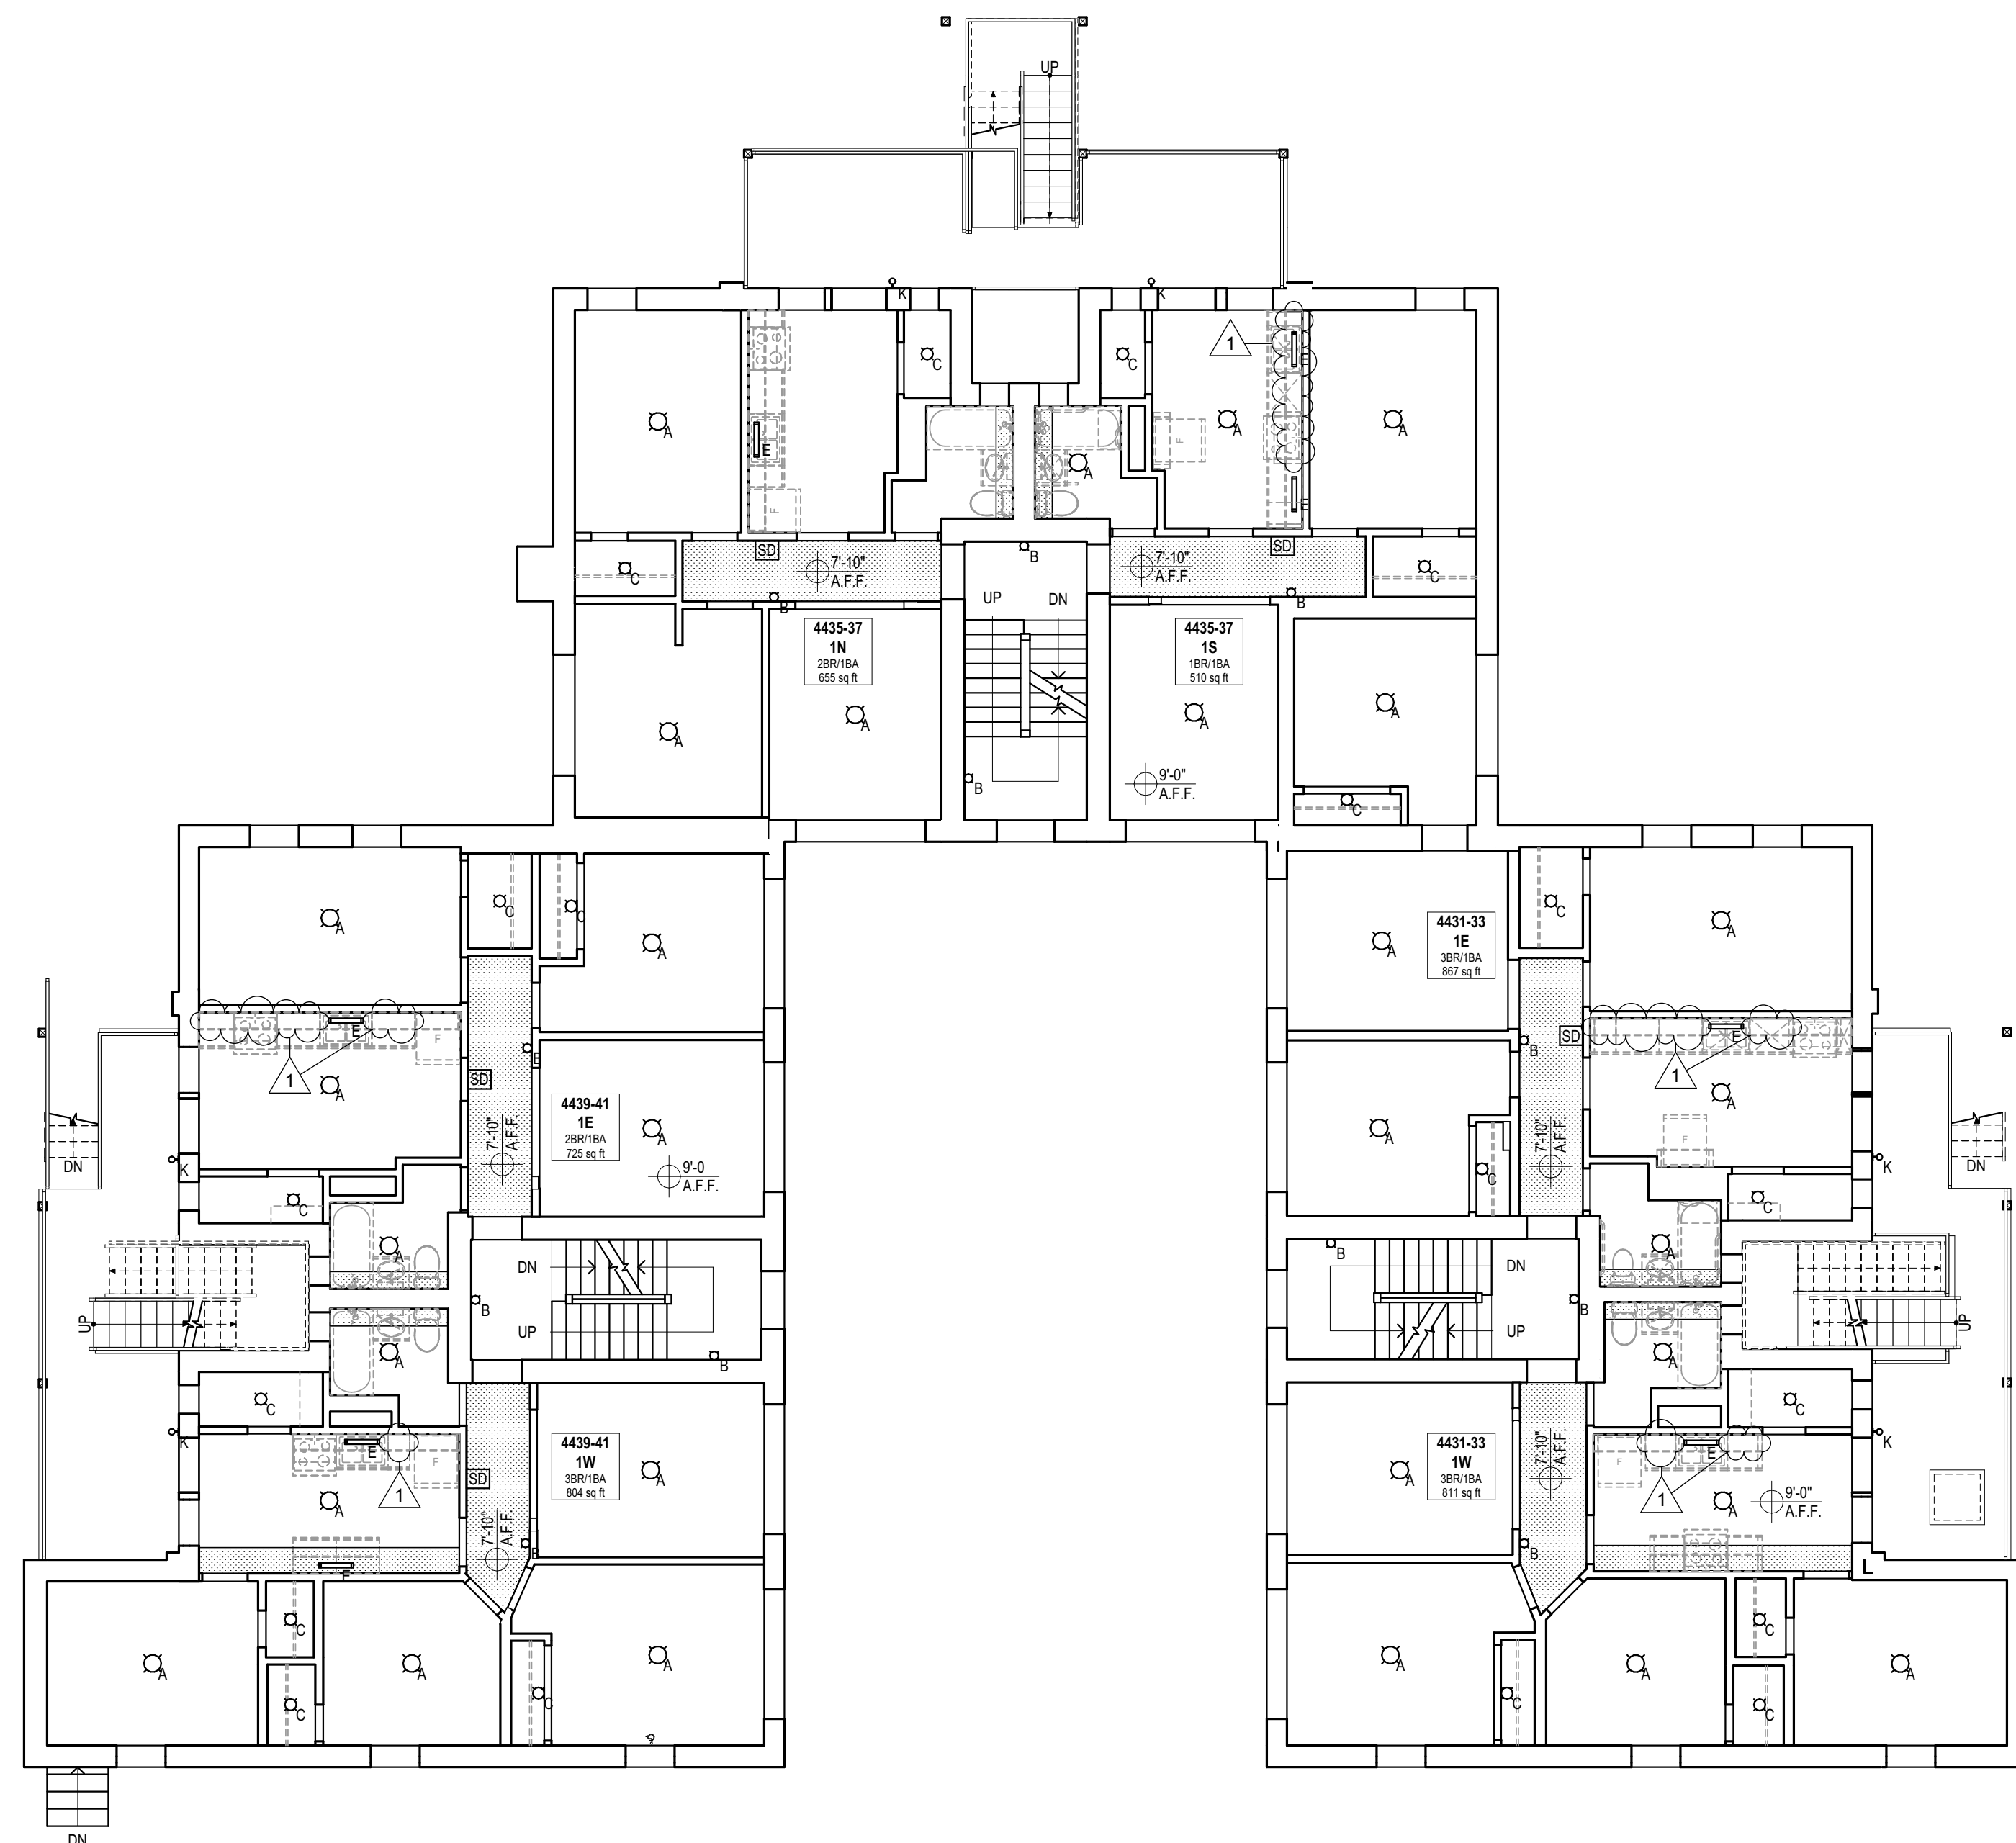 UP
K
K
C
C
1
E
A
A
A
E
A
E
F
F
SD
7'-10"
A.F.F.
B
7'-10"
A.F.F.
SD
C
C
B
B
UP
DN
4435-37
1N
2BR/1BA
655 sq ft
4435-37
1S
1BR/1BA
510 sq ft
A
A
A
A
B
9'-0"
A.F.F.
C
C
C
A
A
4431-33
1E
3BR/1BA
867 sq ft
C
A
A
E
F
1
A
B
SD
7'-10"
A.F.F.
4439-41
1E
2BR/1BA
725 sq ft
A
9'-0
A.F.F.
B
SD
E
1
A
F
A
7'-10"
A.F.F.
C
DN
K
C
A
DN
K
C
A
DN
UP
B
B
UP
A
B
DN
UP
B
A
A
UP
C
K
E
F
1
A
SD
7'-10"
A.F.F.
B
4439-41
1W
3BR/1BA
804 sq ft
A
A
4431-33
1W
3BR/1BA
811 sq ft
7'-10"
A.F.F.
B
F
E
1
A
9'-0"
A.F.F.
C
K
E
A
C
C
A
C
A
A
C
A
C
C
A
DN